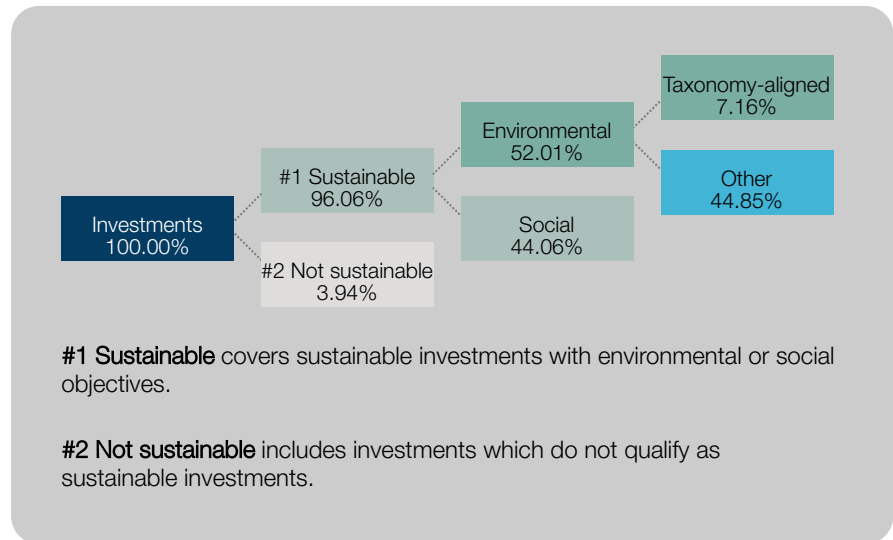 Taxonomy-aligned
7.16%
Environmental
52.01%
#1 Sustainable
96.06%
Other
44.85%
Investments
100.00%
Social
44.06%
#2 Not sustainable
3.94%
#1 Sustainable covers sustainable investments with environmental or social
objectives.
#2 Not sustainable includes investments which do not qualify as
sustainable investments.